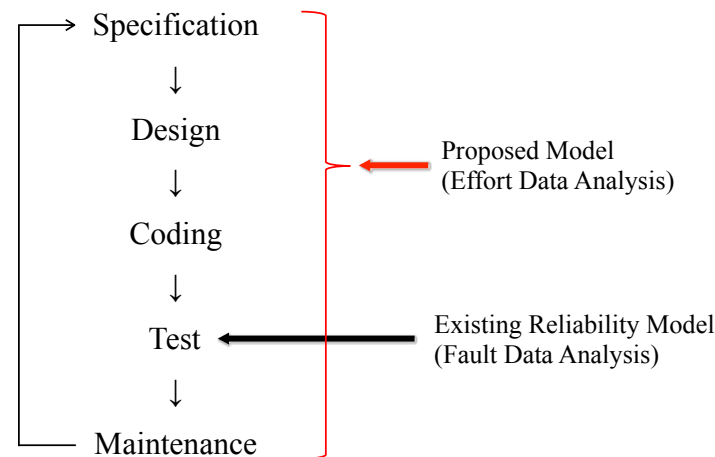 Specification
↓
Design
↓
Coding
↓
Test
↓
Maintenance
Proposed Model
(Effort Data Analysis)
Existing Reliability Model
(Fault Data Analysis)